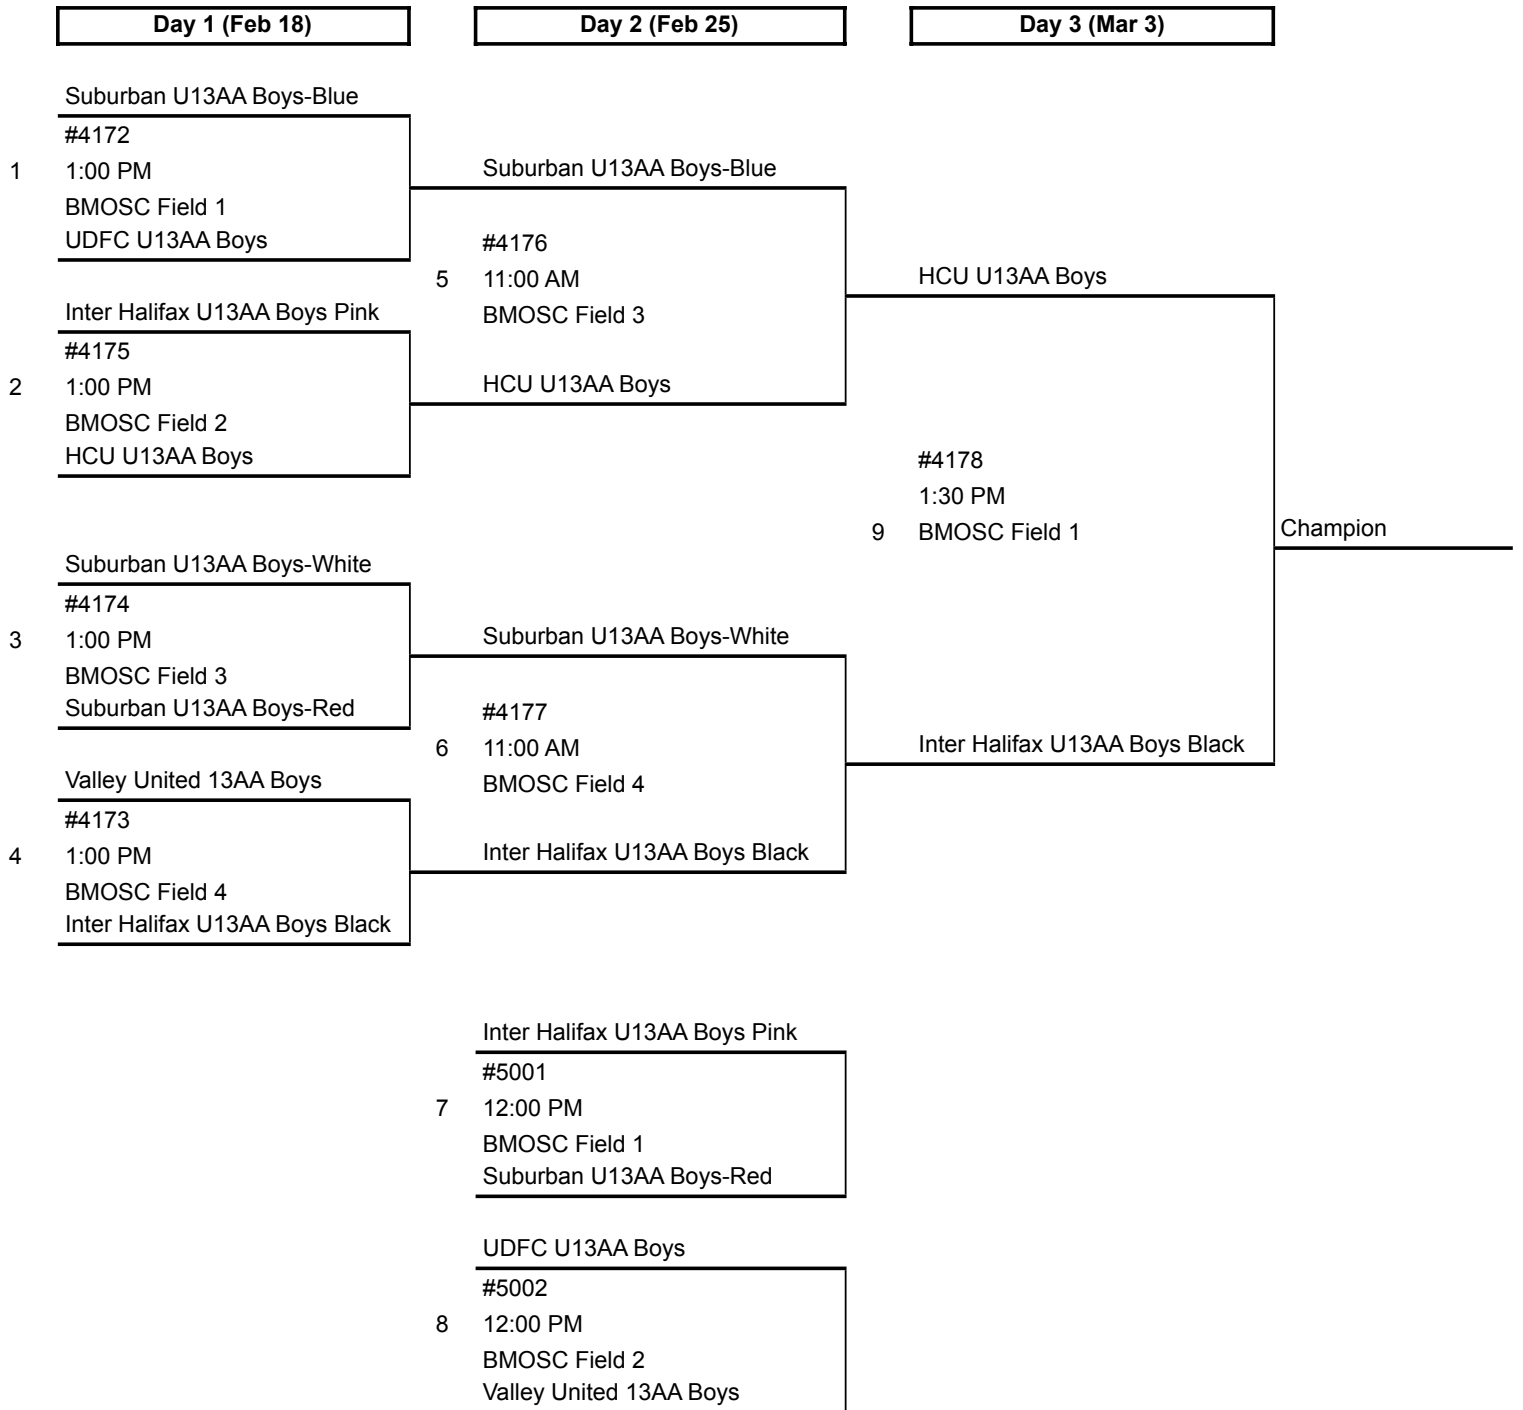 Day 1 (Feb 18)
Day 2 (Feb 25)
Day 3 (Mar 3)
Suburban U13AA Boys-Blue
#4172
1
1:00 PM
BMOSC Field 1
UDFC U13AA Boys
Inter Halifax U13AA Boys Pink
#4175
2
1:00 PM
BMOSC Field 2
HCU U13AA Boys
Suburban U13AA Boys-White
#4174
3
1:00 PM
BMOSC Field 3
Suburban U13AA Boys-Red
Valley United 13AA Boys
#4173
4
1:00 PM
BMOSC Field 4
Inter Halifax U13AA Boys Black
Suburban U13AA Boys-Blue
#4176
5
11:00 AM
BMOSC Field 3
HCU U13AA Boys
Suburban U13AA Boys-White
#4177
6
11:00 AM
BMOSC Field 4
Inter Halifax U13AA Boys Black
Inter Halifax U13AA Boys Pink
#5001
7
12:00 PM
BMOSC Field 1
Suburban U13AA Boys-Red
UDFC U13AA Boys
#5002
8
12:00 PM
BMOSC Field 2
Valley United 13AA Boys
HCU U13AA Boys
#4178
1:30 PM
9
BMOSC Field 1
Inter Halifax U13AA Boys Black
Champion